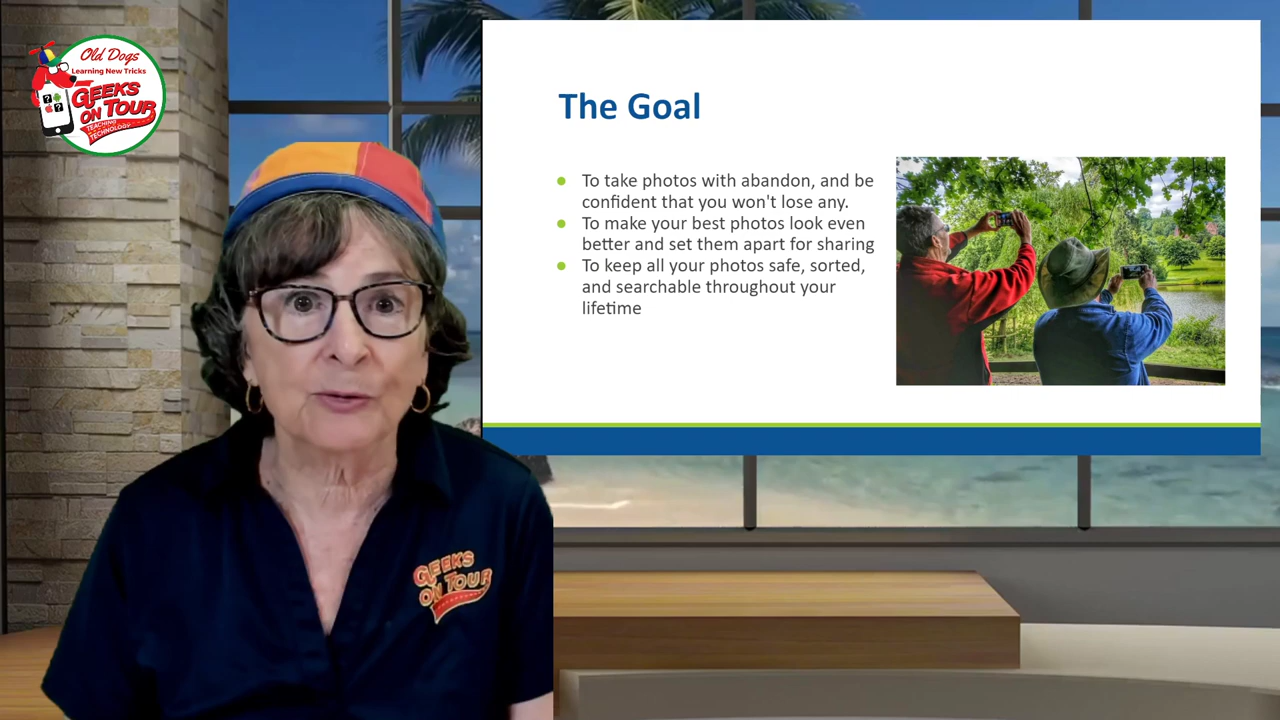 Old Dogs
Learning New Tricks
GEEKS
ON TOUR
TEACHING
TECHNOLOGY
The Goal
To take photos with abandon, and be
confident that you won't lose any.
To make your best photos look even
better and set them apart for sharing
To keep all your photos safe, sorted,
and searchable throughout your
lifetime
GEEKS
ON TOUR